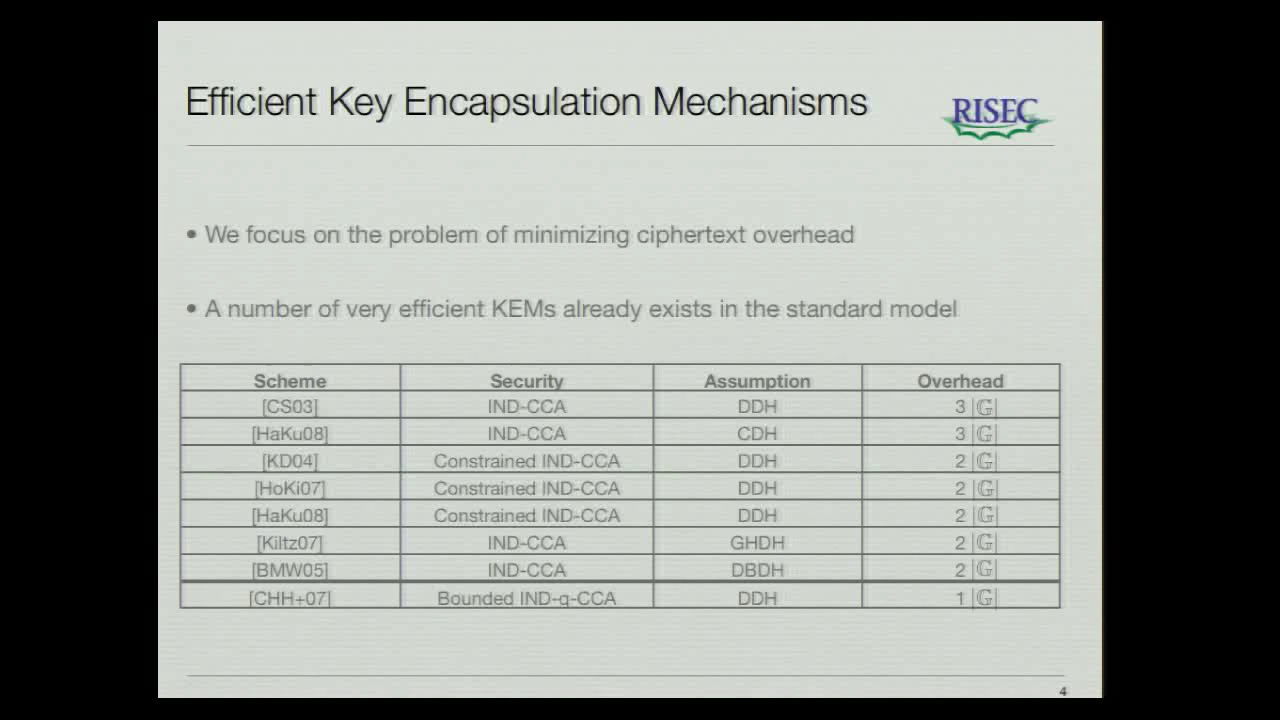 Efficient Key Encapsulation Mechanisms
RISEC
• We focus on the problem of minimizing ciphertext overhead
• A number of very efficient KEMs already exists in the standard model
Scheme Security Assumption Overhead
[CS03] IND-CCA DDH 3 |𝔾|
[HaKu08] IND-CCA CDH 3 |𝔾|
[KD04] Constrained IND-CCA DDH 2 |𝔾|
[HoKi07] Constrained IND-CCA DDH 2 |𝔾|
[HaKu08] Constrained IND-CCA DDH 2 |𝔾|
[Kiltz07] IND-CCA GHDH 2 |𝔾|
[BMW05] IND-CCA DBDH 2 |𝔾|
[CHH+07] Bounded IND-q-CCA DDH 1 |𝔾|
4